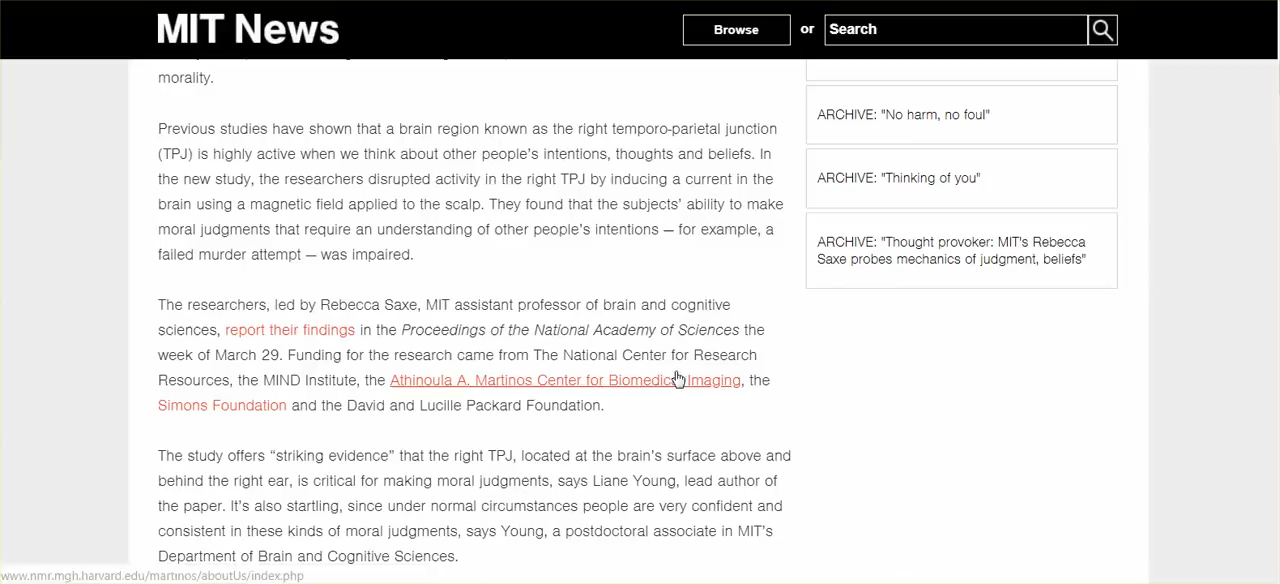 MIT News
Browse
or
Search
morality.
Previous studies have shown that a brain region known as the right temporo-parietal junction
(TPJ) is highly active when we think about other people's intentions, thoughts and beliefs. In
the new study, the researchers disrupted activity in the right TPJ by inducing a current in the
brain using a magnetic field applied to the scalp. They found that the subjects' ability to make
moral judgments that require an understanding of other people's intentions — for example, a
failed murder attempt — was impaired.
The researchers, led by Rebecca Saxe, MIT assistant professor of brain and cognitive
sciences, report their findings in the Proceedings of the National Academy of Sciences the
week of March 29. Funding for the research came from The National Center for Research
Resources, the MIND Institute, the Athinoula A. Martinos Center for Biomedical Imaging, the
Simons Foundation and the David and Lucille Packard Foundation.
The study offers “striking evidence” that the right TPJ, located at the brain's surface above and
behind the right ear, is critical for making moral judgments, says Liane Young, lead author of
the paper. It's also startling, since under normal circumstances people are very confident and
consistent in these kinds of moral judgments, says Young, a postdoctoral associate in MIT's
Department of Brain and Cognitive Sciences.
ARCHIVE: "No harm, no foul"
ARCHIVE: "Thinking of you"
ARCHIVE: "Thought provoker: MIT's Rebecca
Saxe probes mechanics of judgment, beliefs"
www.nmr.mgh.harvard.edu/martinos/aboutUs/index.php